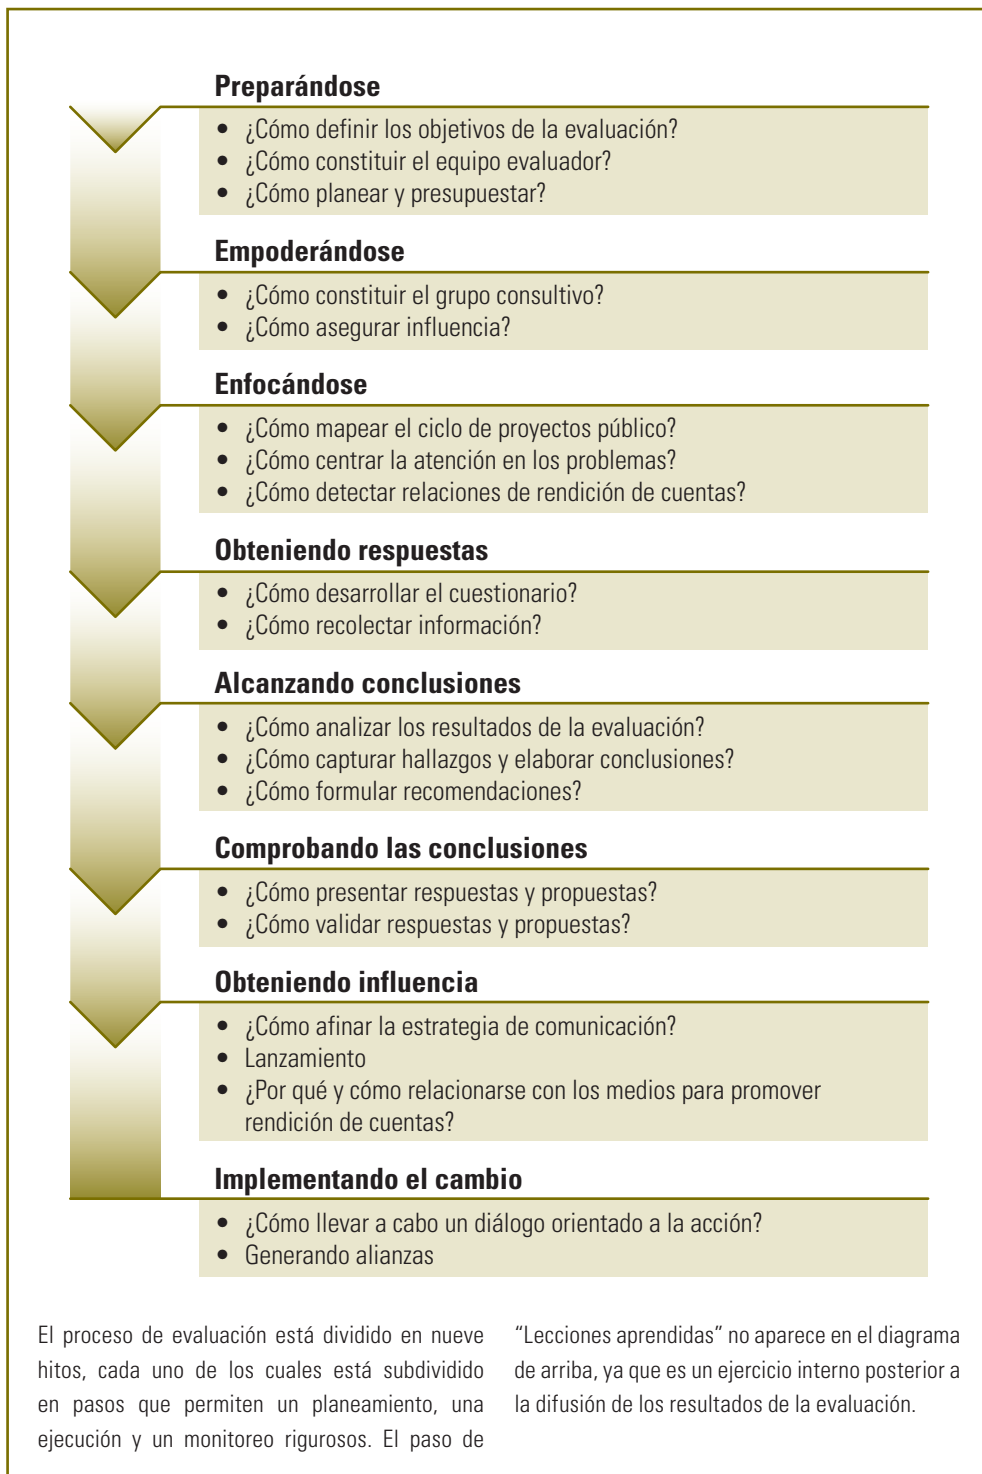 Preparándose
• ¿Cómo definir los objetivos de la evaluación?
• ¿Cómo constituir el equipo evaluador?
• ¿Cómo planear y presupuestar?
Empoderándose
• ¿Cómo constituir el grupo consultivo?
• ¿Cómo asegurar influencia?
Enfocándose
• ¿Cómo mapear el ciclo de proyectos público?
• ¿Cómo centrar la atención en los problemas?
• ¿Cómo detectar relaciones de rendición de cuentas?
Obteniendo respuestas
• ¿Cómo desarrollar el cuestionario?
• ¿Cómo recolectar información?
Alcanzando conclusiones
• ¿Cómo analizar los resultados de la evaluación?
• ¿Cómo capturar hallazgos y elaborar conclusiones?
• ¿Cómo formular recomendaciones?
Comprobando las conclusiones
• ¿Cómo presentar respuestas y propuestas?
• ¿Cómo validar respuestas y propuestas?
Obteniendo influencia
• ¿Cómo afinar la estrategia de comunicación?
• Lanzamiento
• ¿Por qué y cómo relacionarse con los medios para promover
rendición de cuentas?
Implementando el cambio
• ¿Cómo llevar a cabo un diálogo orientado a la acción?
• Generando alianzas
El proceso de evaluación está dividido en nueve
hitos, cada uno de los cuales está subdividido
en pasos que permiten un planeamiento, una
ejecución y un monitoreo rigurosos. El paso de
“Lecciones aprendidas” no aparece en el diagrama
de arriba, ya que es un ejercicio interno posterior a
la difusión de los resultados de la evaluación.